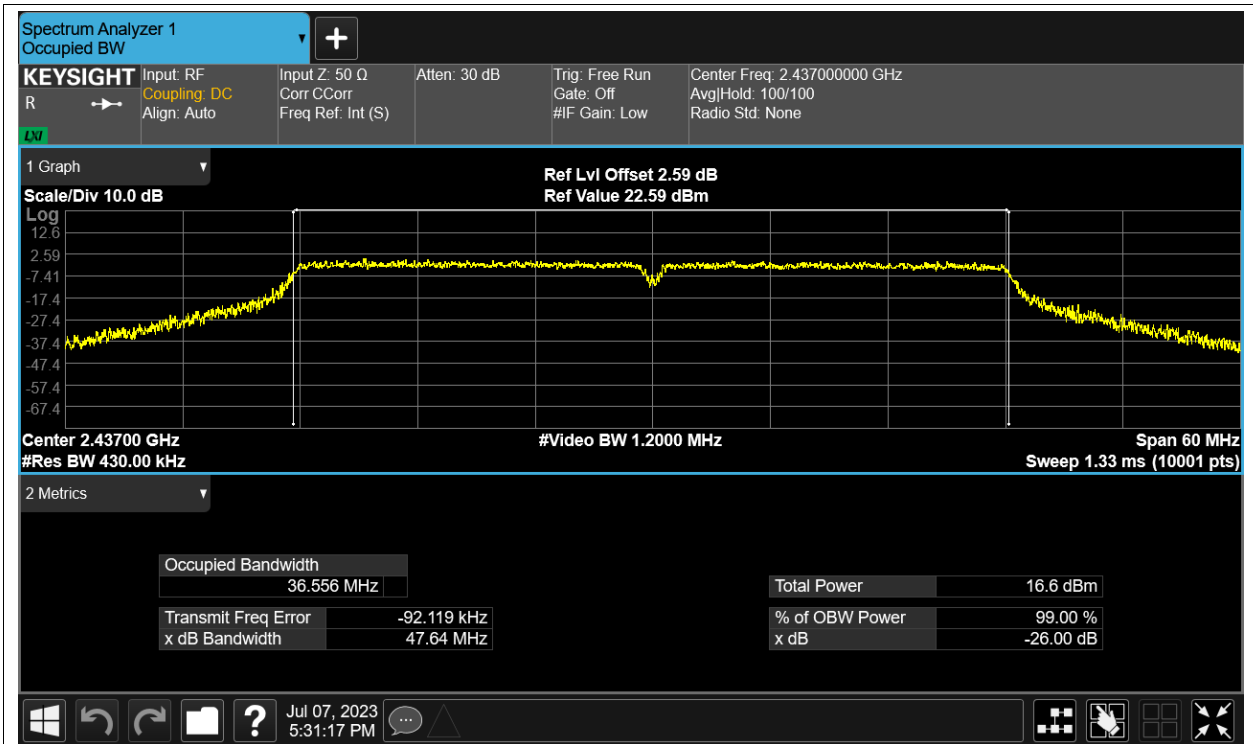 Spectrum Analyzer 1
Occupied BW
KEYSIGHT
R
LXI
Input: RF
Coupling: DC
Align: Auto
Input Z: 50 Ω
Corr CCorr
Freq Ref: Int (S)
Atten: 30 dB
Trig: Free Run
Gate: Off
#IF Gain: Low
Center Freq: 2.437000000 GHz
Avg|Hold: 100/100
Radio Std: None
1 Graph
Scale/Div 10.0 dB
Ref Lvl Offset 2.59 dB
Ref Value 22.59 dBm
Log
12.6
2.59
-7.41
-17.4
-27.4
-37.4
-47.4
-57.4
-67.4
Center 2.43700 GHz
#Res BW 430.00 kHz
#Video BW 1.2000 MHz
Span 60 MHz
Sweep 1.33 ms (10001 pts)
2 Metrics
Occupied Bandwidth
36.556 MHz
Transmit Freq Error -92.119 kHz
x dB Bandwidth 47.64 MHz
Total Power 16.6 dBm
% of OBW Power 99.00 %
x dB -26.00 dB
?
Jul 07, 2023
5:31:17 PM